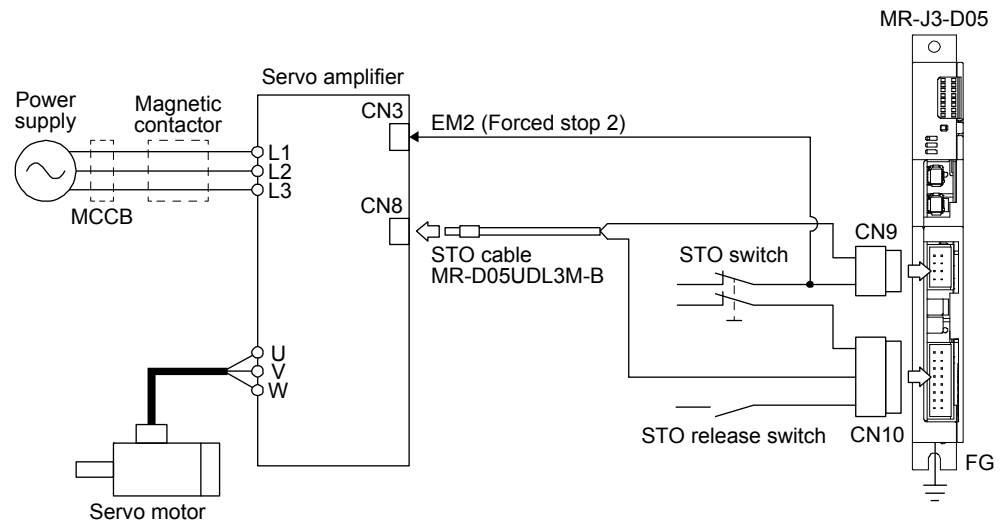 MR-J3-D05
Servo amplifier
Power
supply
Magnetic
contactor
CN3
EM2 (Forced stop 2)
L1
L2
L3
MCCB
CN8
CN9
STO cable
MR-D05UDL3M-B
STO switch
U
V
W
STO release switch
CN10
FG
Servo motor